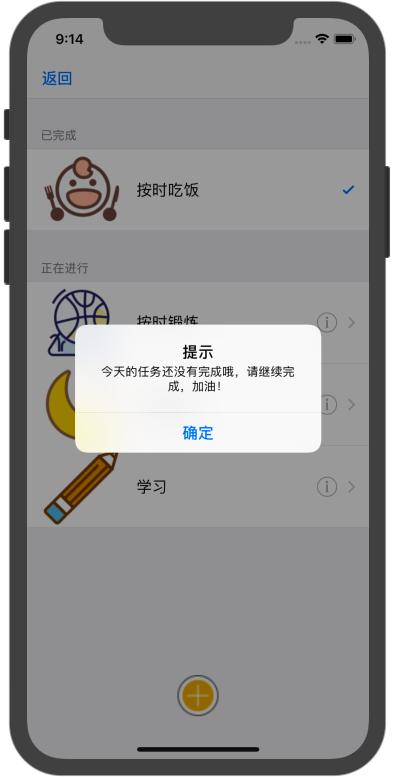 9:14
返回
已完成
按时吃饭
正在进行
按时锻炼
提示
今天的任务还没有完成哦，请继续完
成，加油！
确定
学习